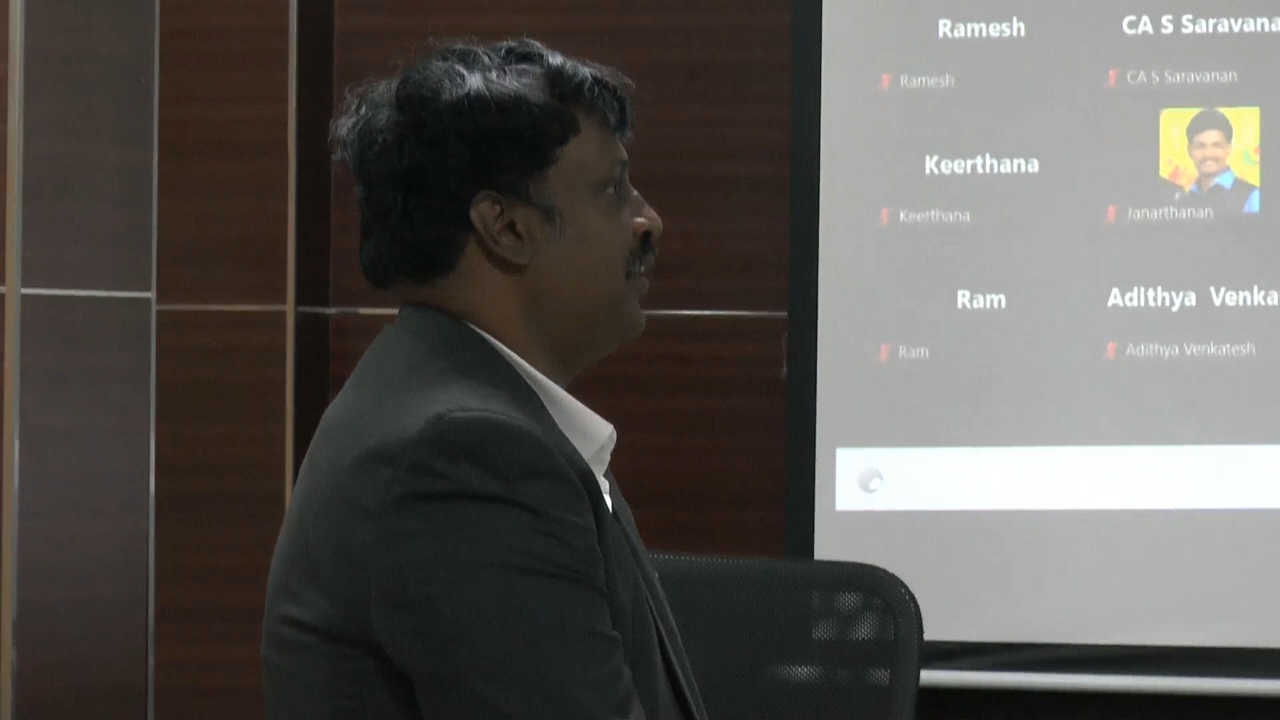 Ramesh
CA S Saravana
Ramesh
CA S Saravanan
Keerthana
Keerthana
Janarthanan
Ram
Adithya Venka
Ram
Adithya Venkatesh